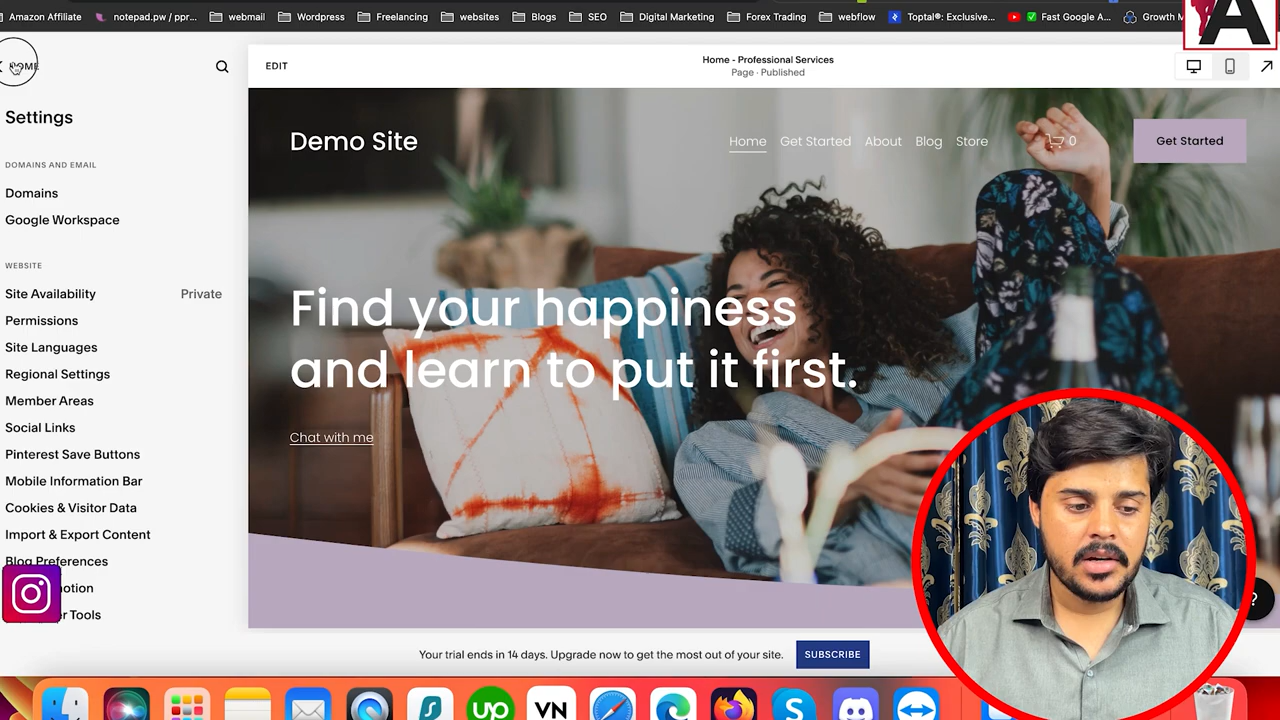 Amazon Affiliate notepad.pw / ppr... webmail Wordpress Freelancing websites Blogs SEO Digital Marketing Forex Trading webflow Toptal®: Exclusive... Fast Google A... Growth M
A
HOME
EDIT
Home - Professional Services
Page · Published
Settings
DOMAINS AND EMAIL
Domains
Google Workspace
WEBSITE
Site Availability Private
Permissions
Site Languages
Regional Settings
Member Areas
Social Links
Pinterest Save Buttons
Mobile Information Bar
Cookies & Visitor Data
Import & Export Content
Blog Preferences
Demo Site
Home Get Started About Blog Store 0 Get Started
Find your happiness
and learn to put it first.
Chat with me
?
Your trial ends in 14 days. Upgrade now to get the most out of your site. SUBSCRIBE
up VN S